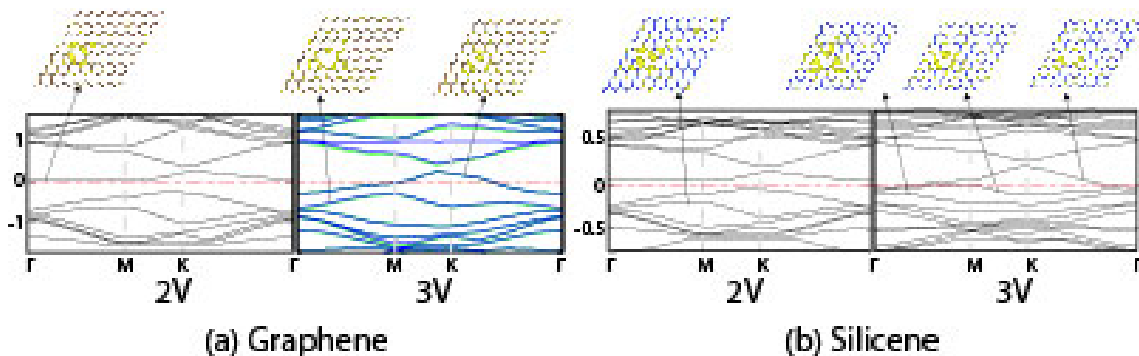 1
0
-1
Γ M K Γ M K Γ
2V 3V
(a) Graphene
0.5
0
-0.5
Γ M K Γ M K Γ
2V 3V
(b) Silicene